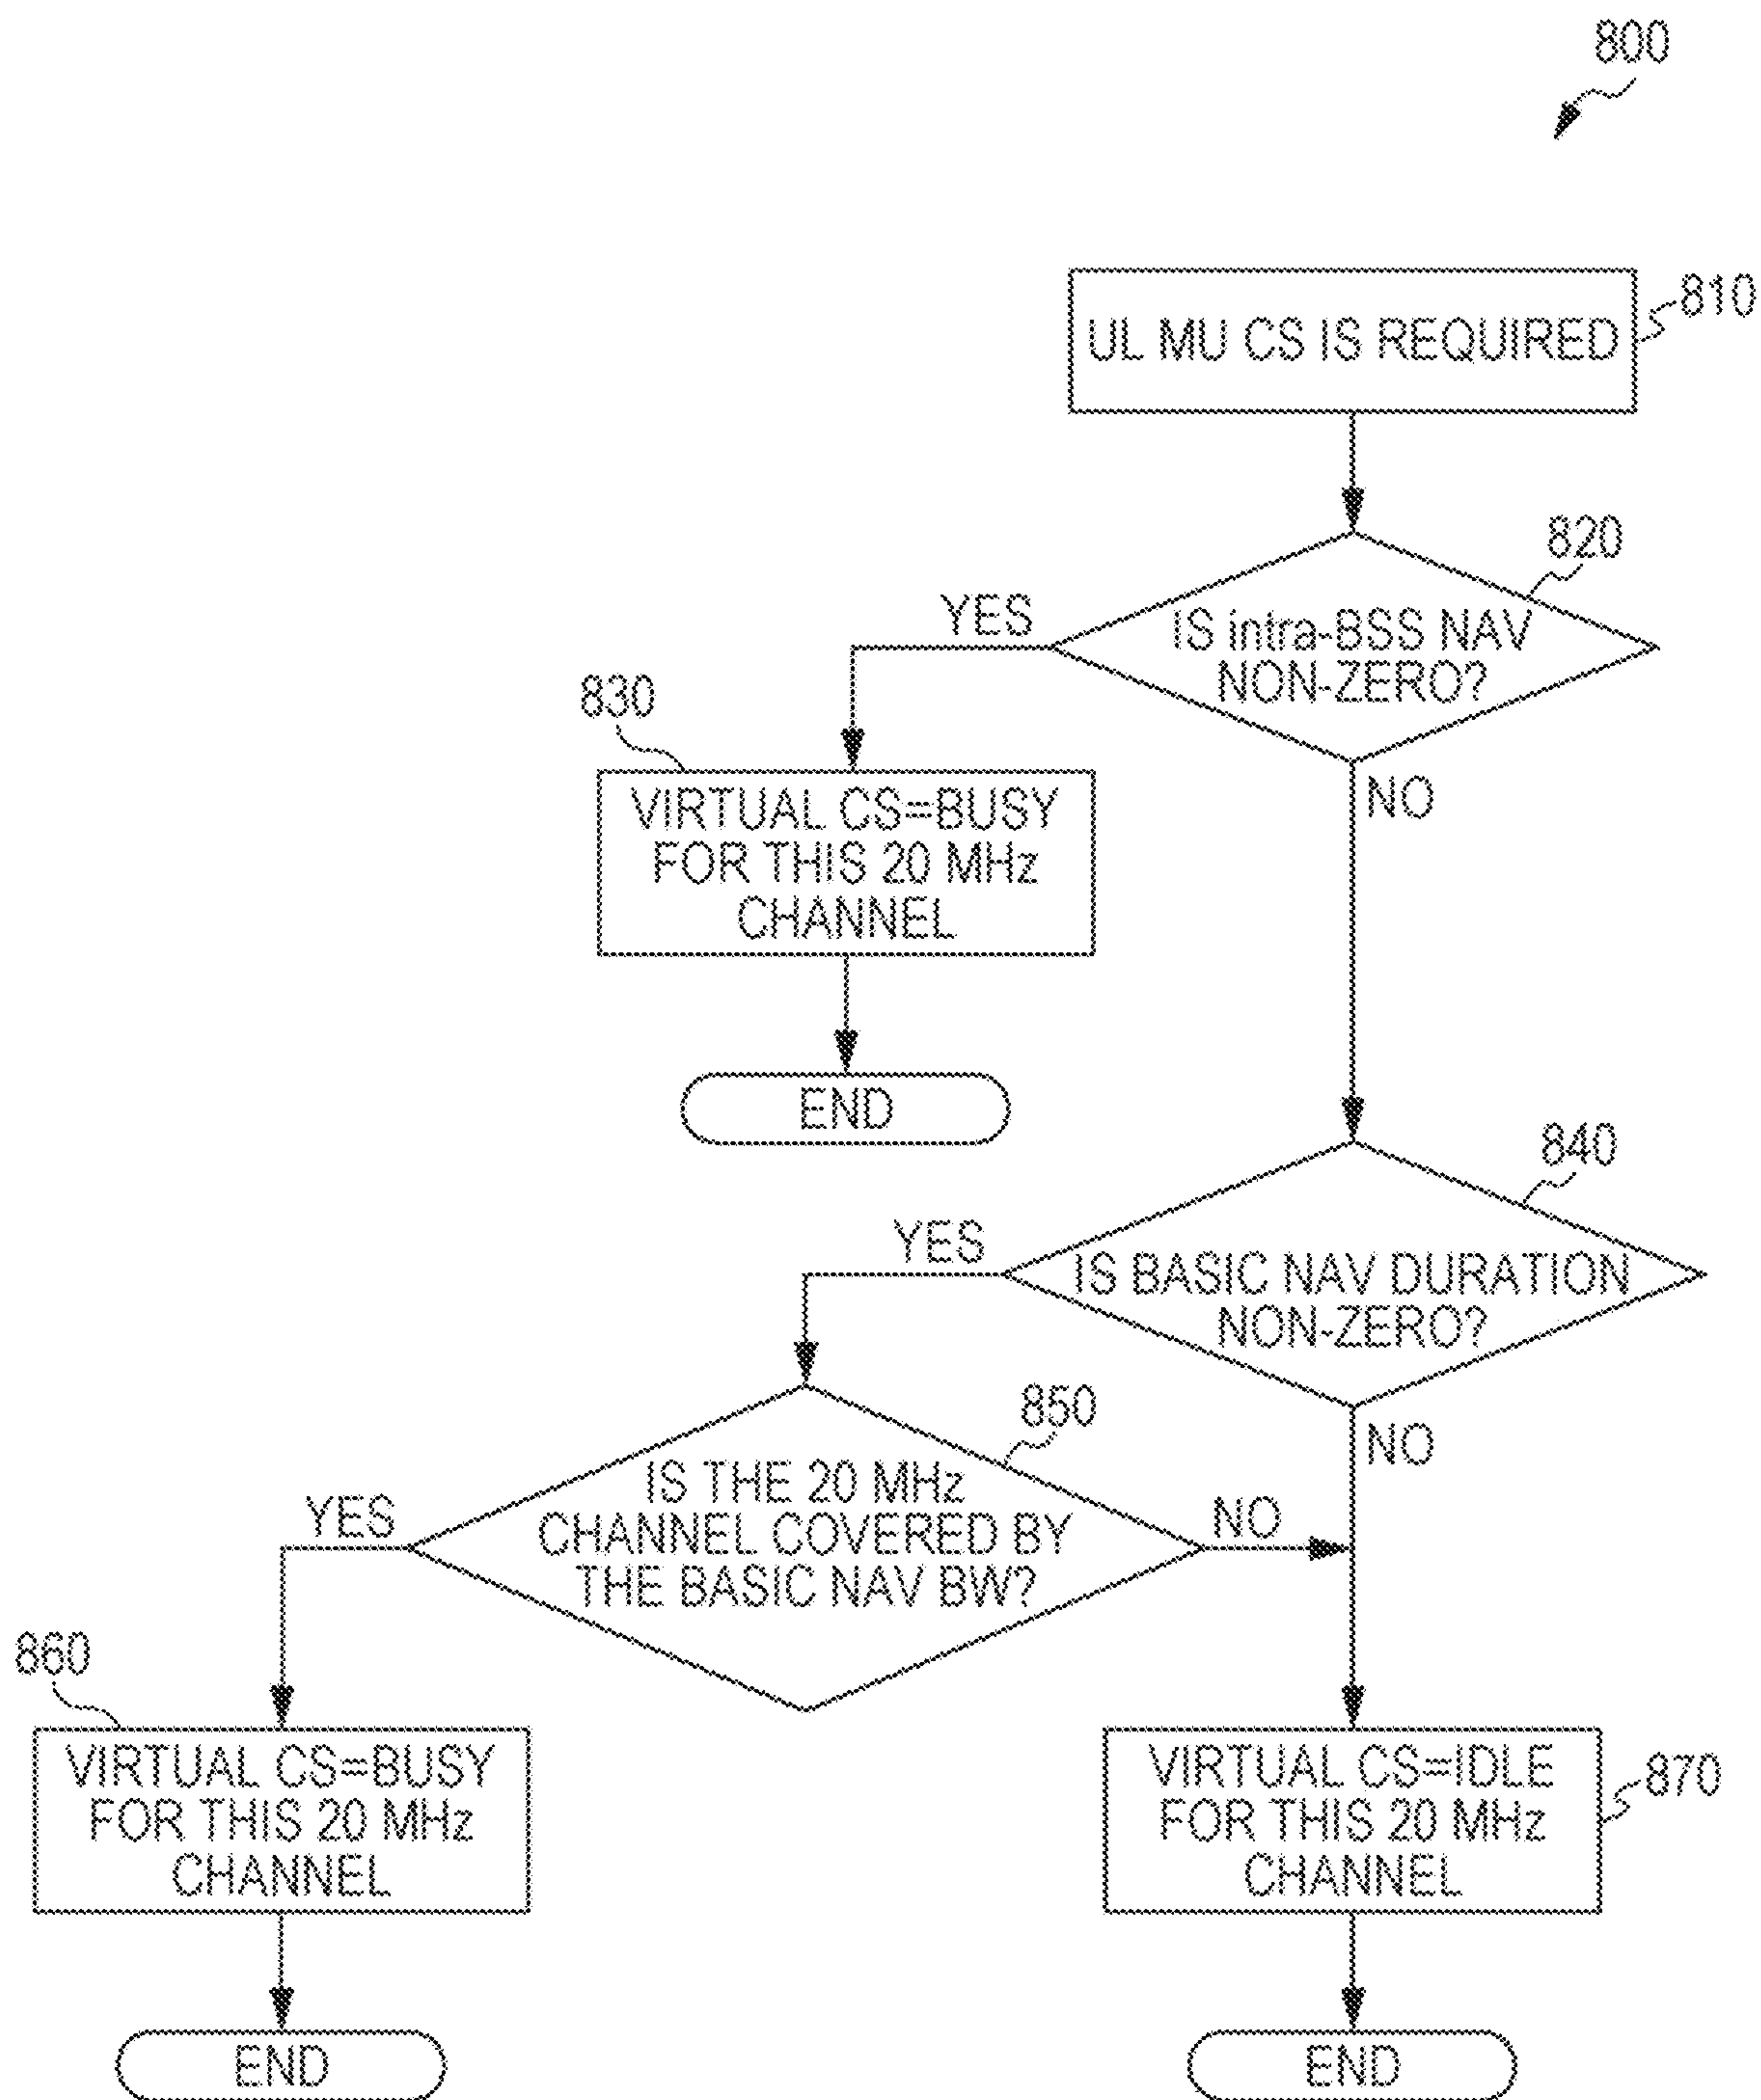 800
UL MU CS IS REQUIRED
810
820
IS intra-BSS NAV
NON-ZERO?
YES
NO
830
VIRTUAL CS=BUSY
FOR THIS 20 MHz
CHANNEL
END
840
IS BASIC NAV DURATION
NON-ZERO?
YES
NO
850
IS THE 20 MHz
CHANNEL COVERED BY
THE BASIC NAV BW?
YES
NO
860
VIRTUAL CS=BUSY
FOR THIS 20 MHz
CHANNEL
END
VIRTUAL CS=IDLE
FOR THIS 20 MHz
CHANNEL
870
END